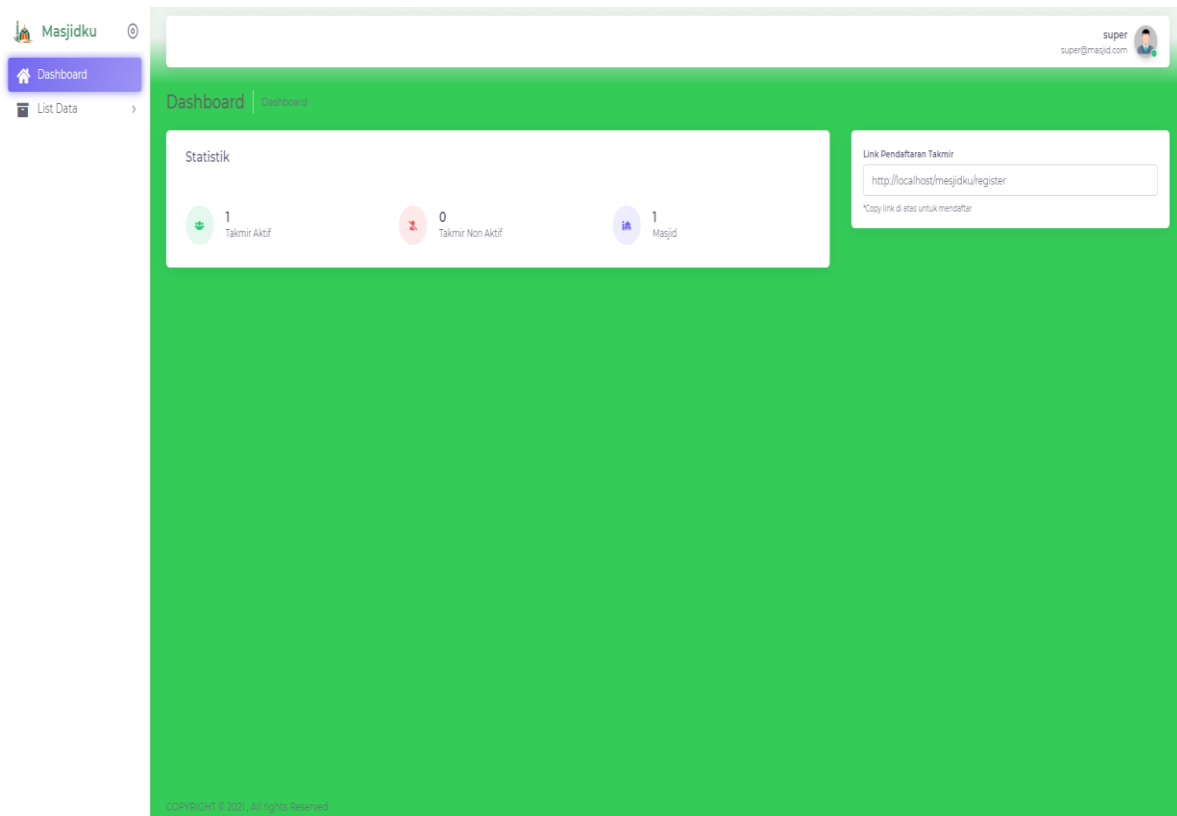 Masjidku
Dashboard
List Data
super
super@masjid.com
Dashboard
Dashboard
Statistik
1
Takmir Aktif
0
Takmir Non Aktif
1
Masjid
Link Pendaftaran Takmir
http://localhost/mesjidku/register
*Copy link di atas untuk mendaftar
COPYRIGHT © 2021 , All rights Reserved